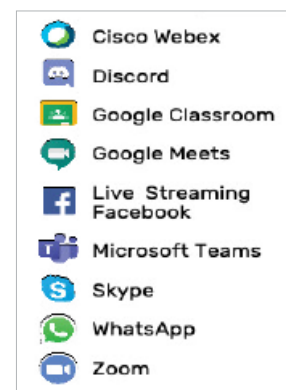 Cisco Webex
Discord
Google Classroom
Google Meets
Live Streaming
Facebook
Microsoft Teams
Skype
WhatsApp
Zoom